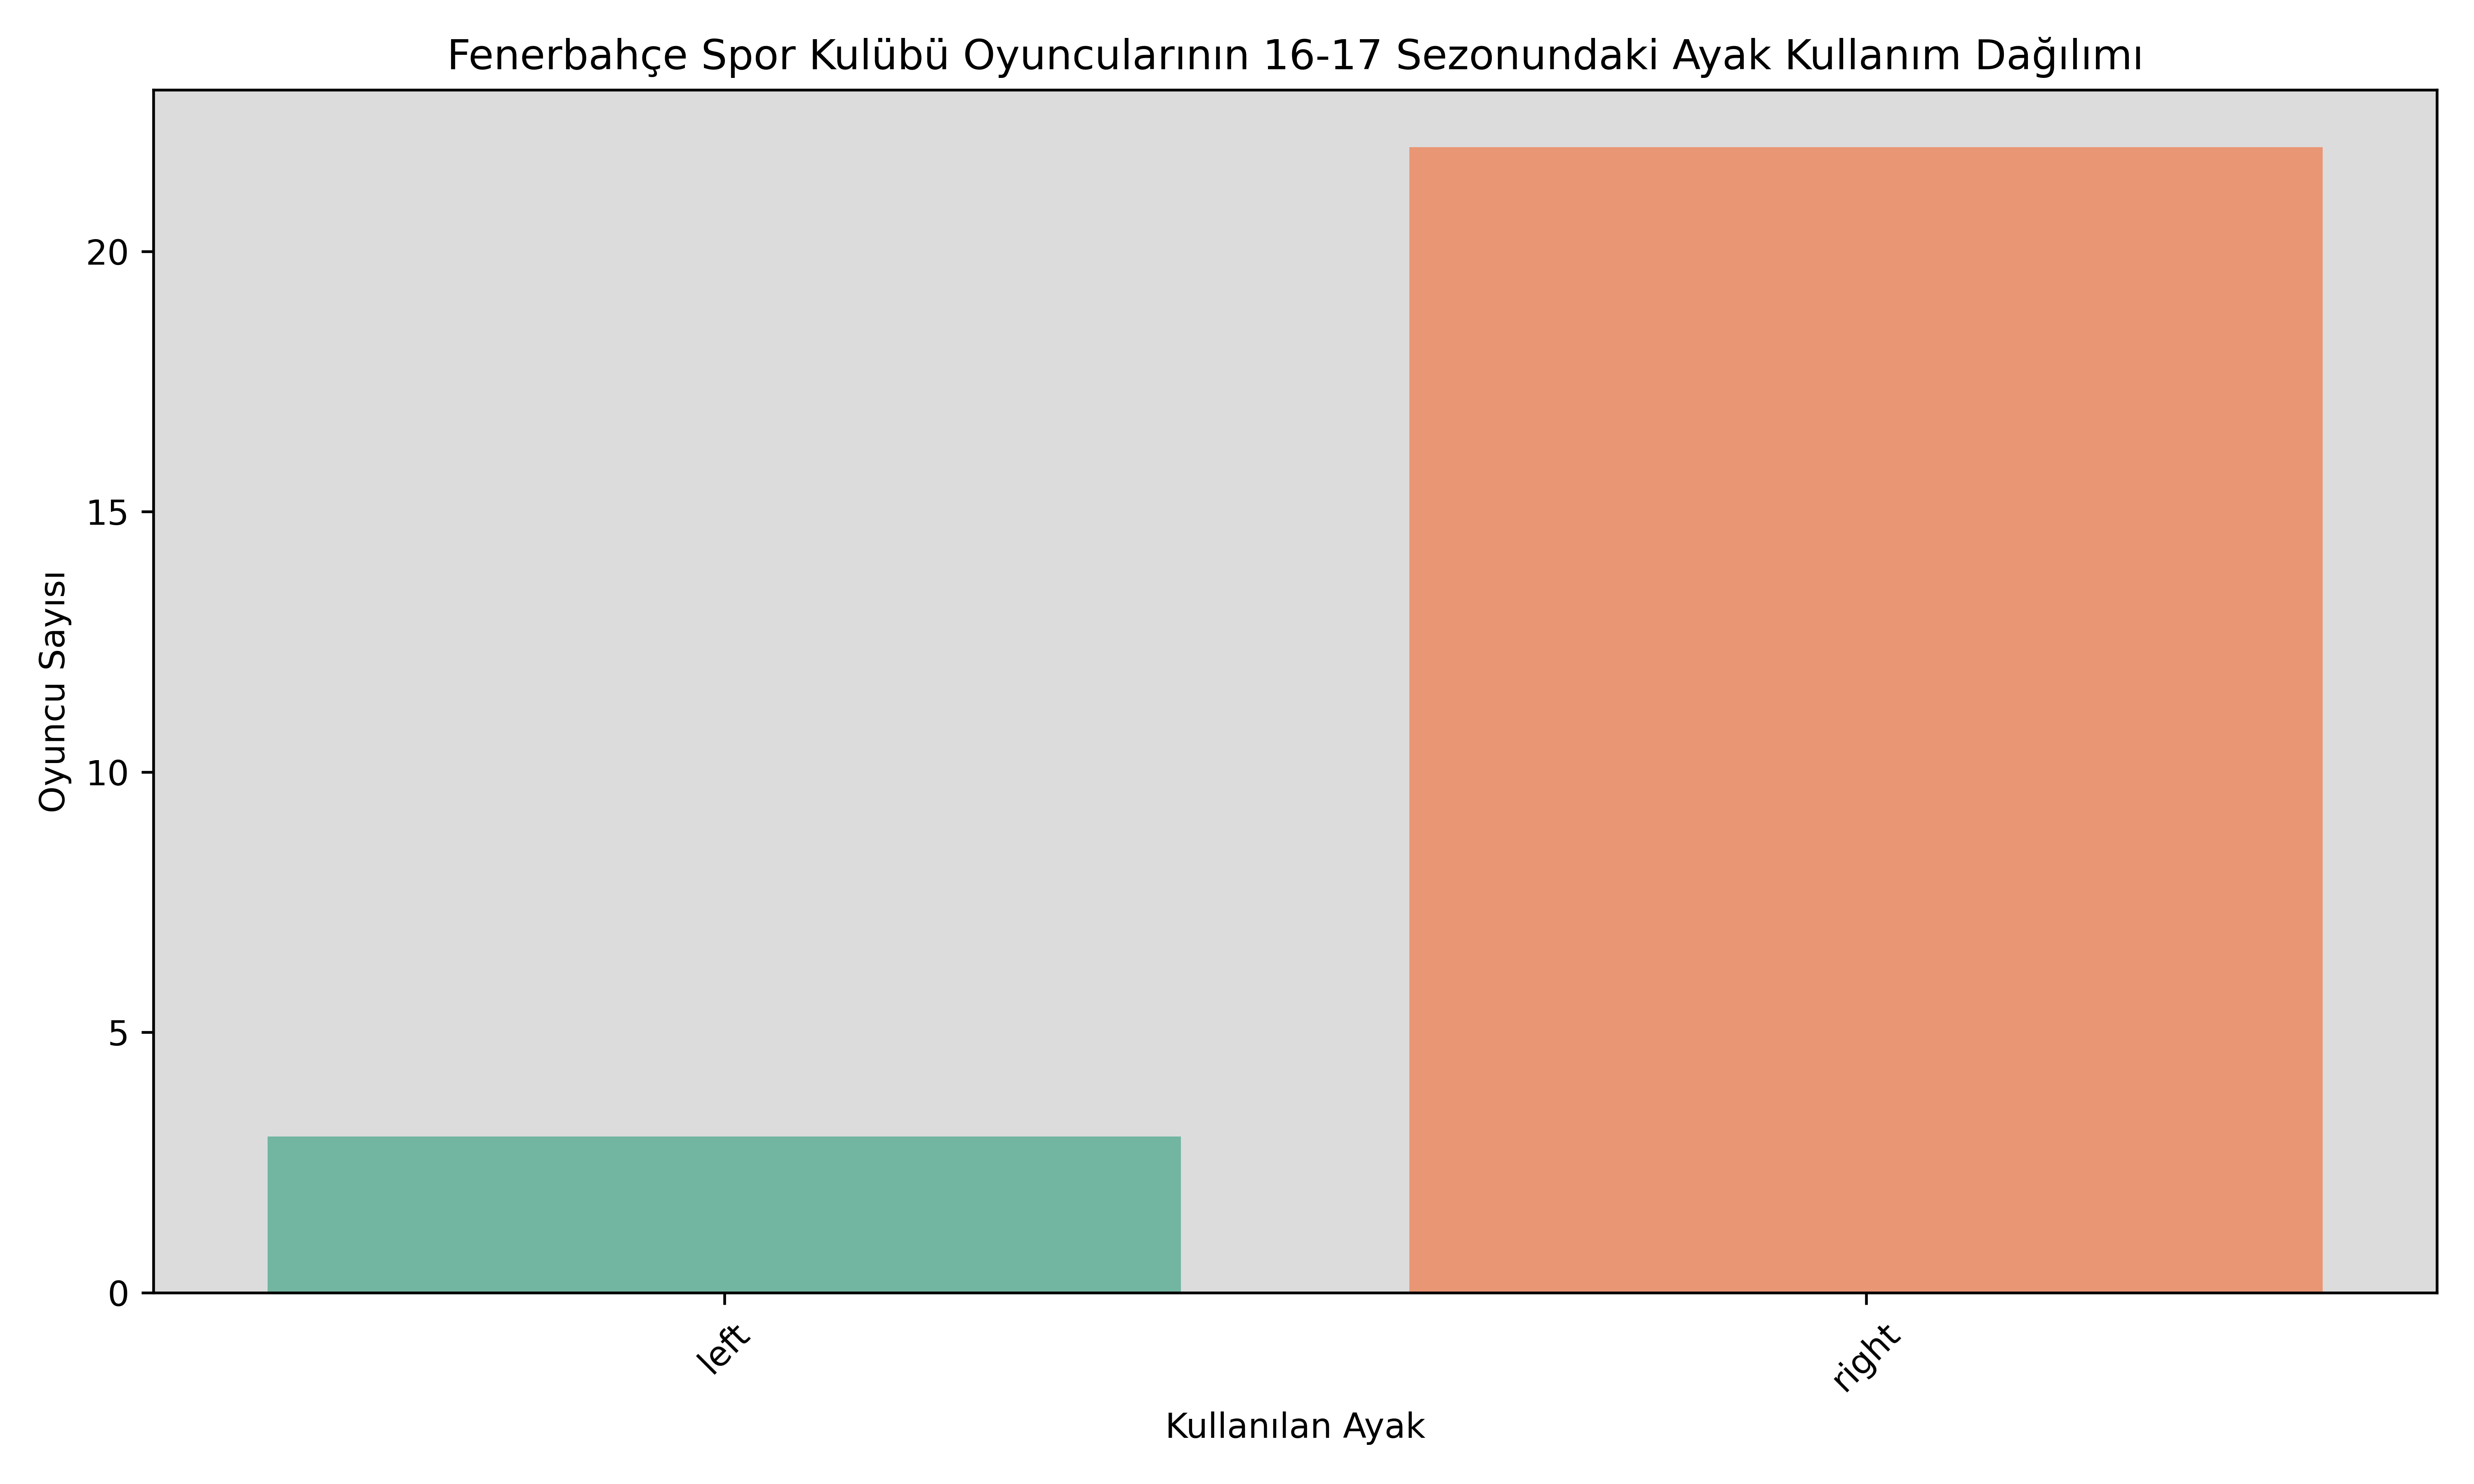 Fenerbahçe Spor Kulübü Oyuncularının 16-17 Sezonundaki Ayak Kullanım Dağılımı
Oyuncu Sayısı
20
15
10
5
0
left
right
Kullanılan Ayak